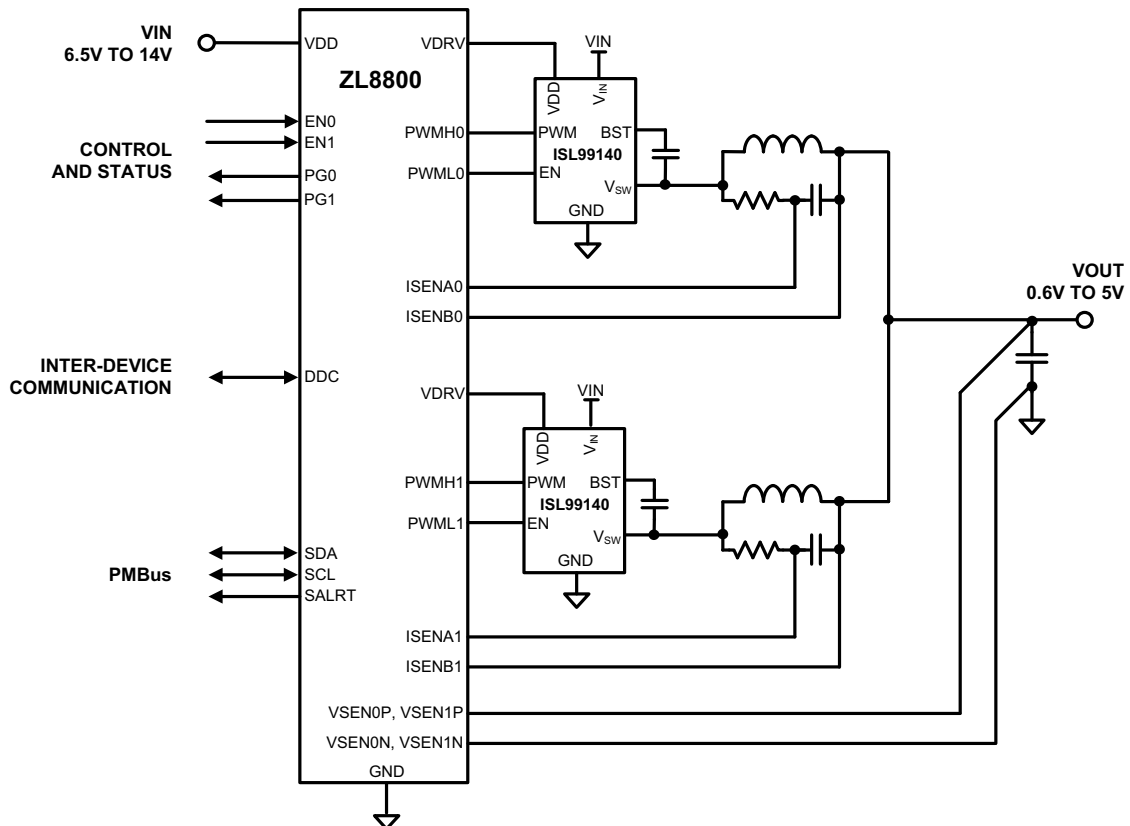 VIN
6.5V TO 14V
VDD
ZL8800
VDRV
VIN
VDD
VIN
EN0
EN1
PG0
PG1
CONTROL
AND STATUS
PWMH0
PWML0
PWM
BST
ISL99140
EN
VSW
GND
ISENA0
ISENB0
VOUT
0.6V TO 5V
INTER-DEVICE
COMMUNICATION
DDC
VDRV
VIN
VDD
VIN
PWMH1
PWML1
PWM
BST
ISL99140
EN
VSW
GND
PMBus
SDA
SCL
SALRT
ISENA1
ISENB1
VSEN0P, VSEN1P
VSEN0N, VSEN1N
GND